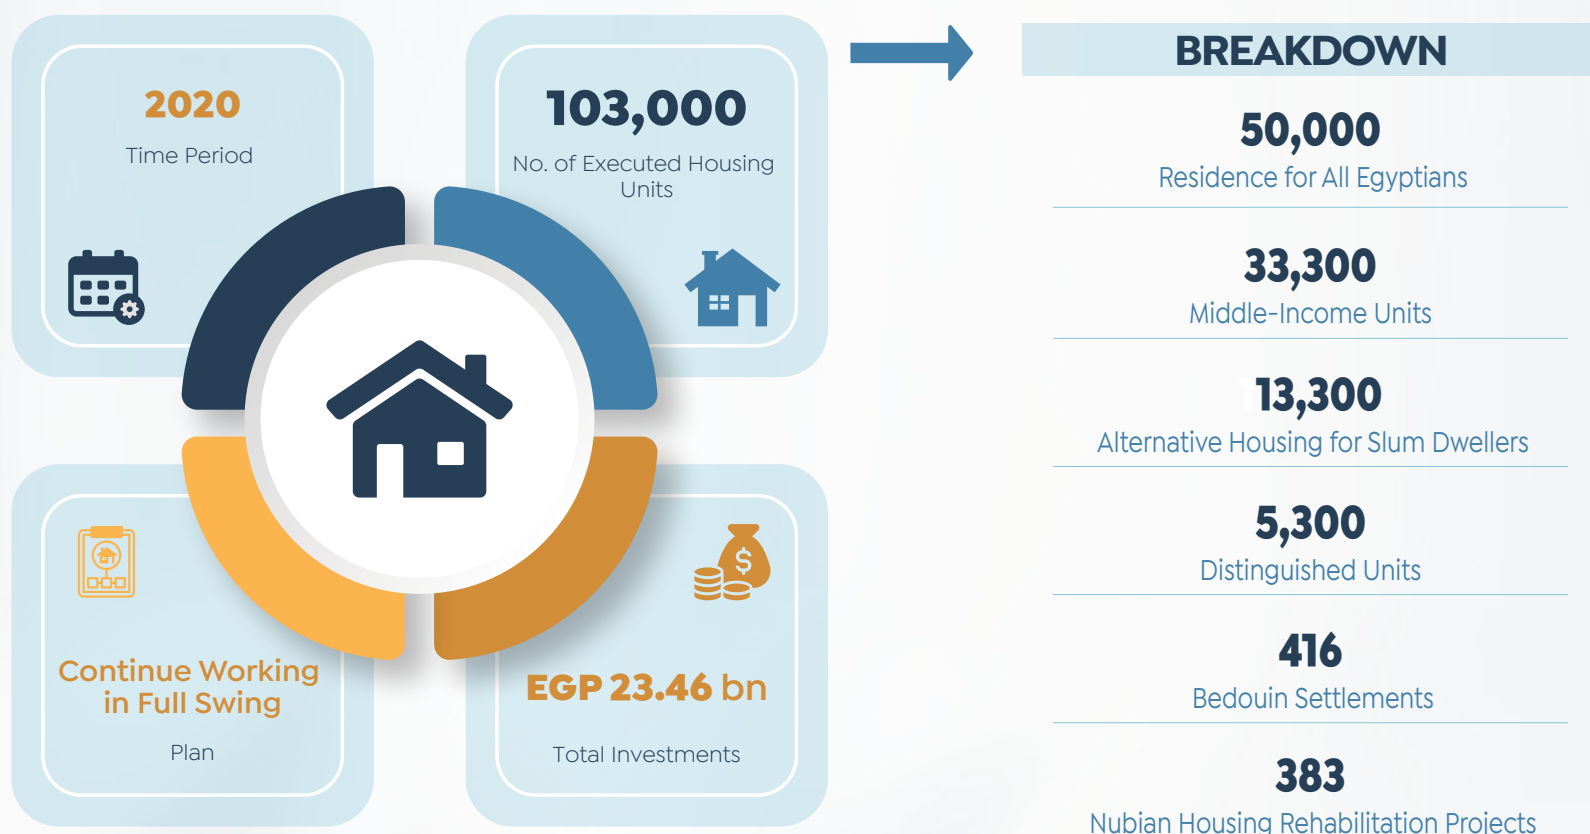 2020
Time Period
103,000
No. of Executed Housing
Units
Continue Working
in Full Swing
Plan
EGP 23.46 bn
Total Investments
BREAKDOWN
50,000
Residence for All Egyptians
33,300
Middle-Income Units
13,300
Alternative Housing for Slum Dwellers
5,300
Distinguished Units
416
Bedouin Settlements
383
Nubian Housing Rehabilitation Projects